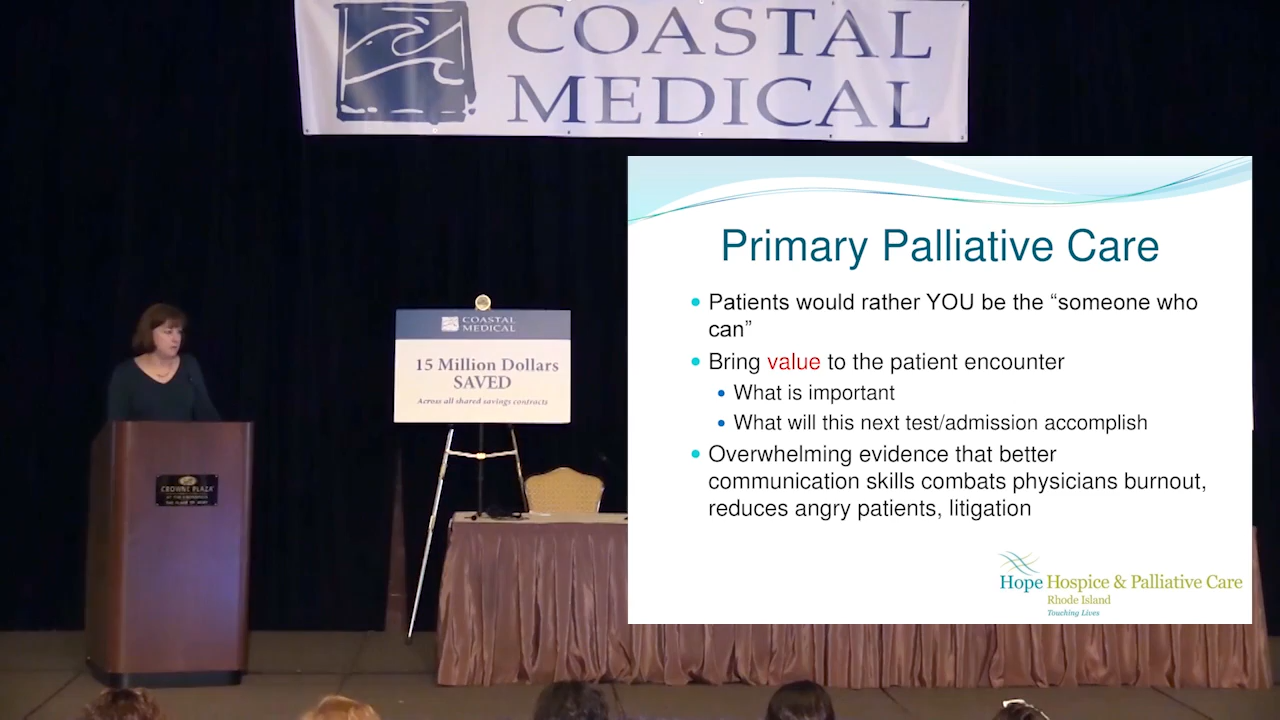 COASTAL
MEDICAL
COASTAL
MEDICAL
15 Million Dollars
SAVED
Across all shared savings contracts
CROWNE PLAZA
Primary Palliative Care
• Patients would rather YOU be the “someone who
can”
• Bring value to the patient encounter
• What is important
• What will this next test/admission accomplish
• Overwhelming evidence that better
communication skills combats physicians burnout,
reduces angry patients, litigation
Hope Hospice & Palliative Care
Rhode Island
Touching Lives